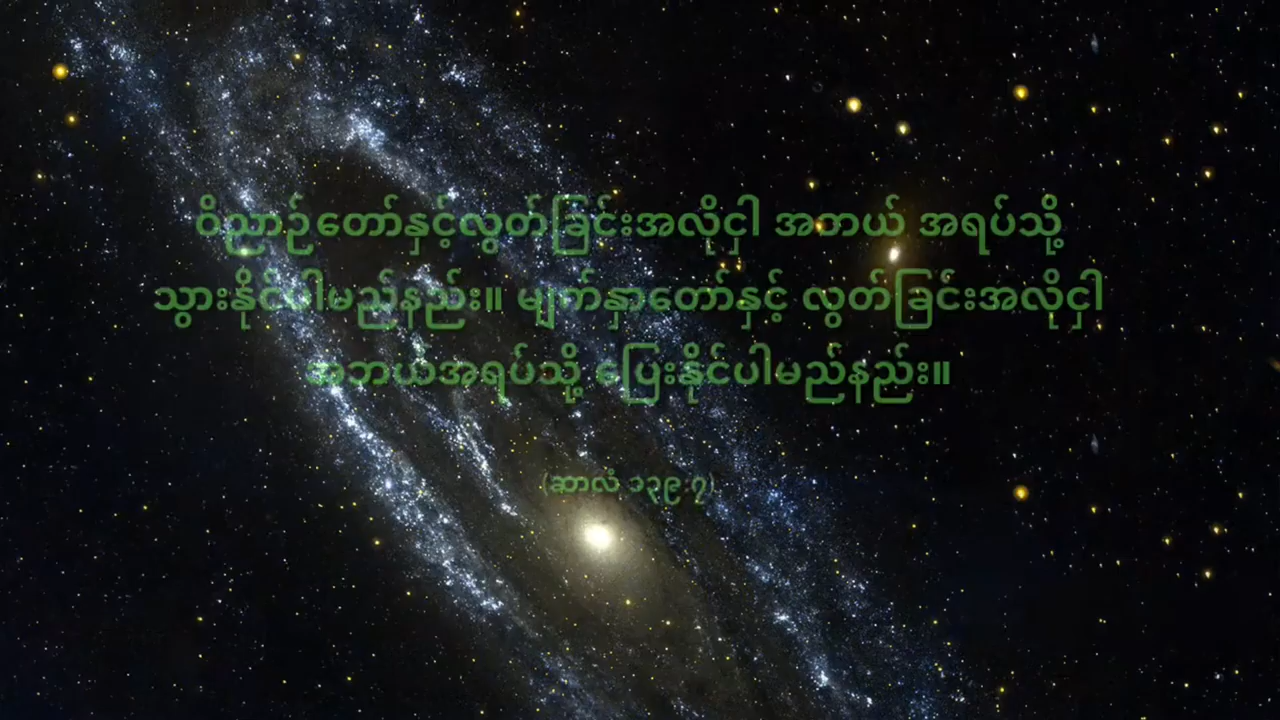 ဝိညာဉ်တော်နှင့်လွတ်ခြင်းအလိုငှါ အဘယ် အရပ်သို့
သွားနိုင်ပါမည်နည်း။ မျက်နှာတော်နှင့် လွတ်ခြင်းအလိုငှါ
အဘယ်အရပ်သို့ ပြေးနိုင်ပါမည်နည်း။
(ဆာလံ ၁၃၉:၇)